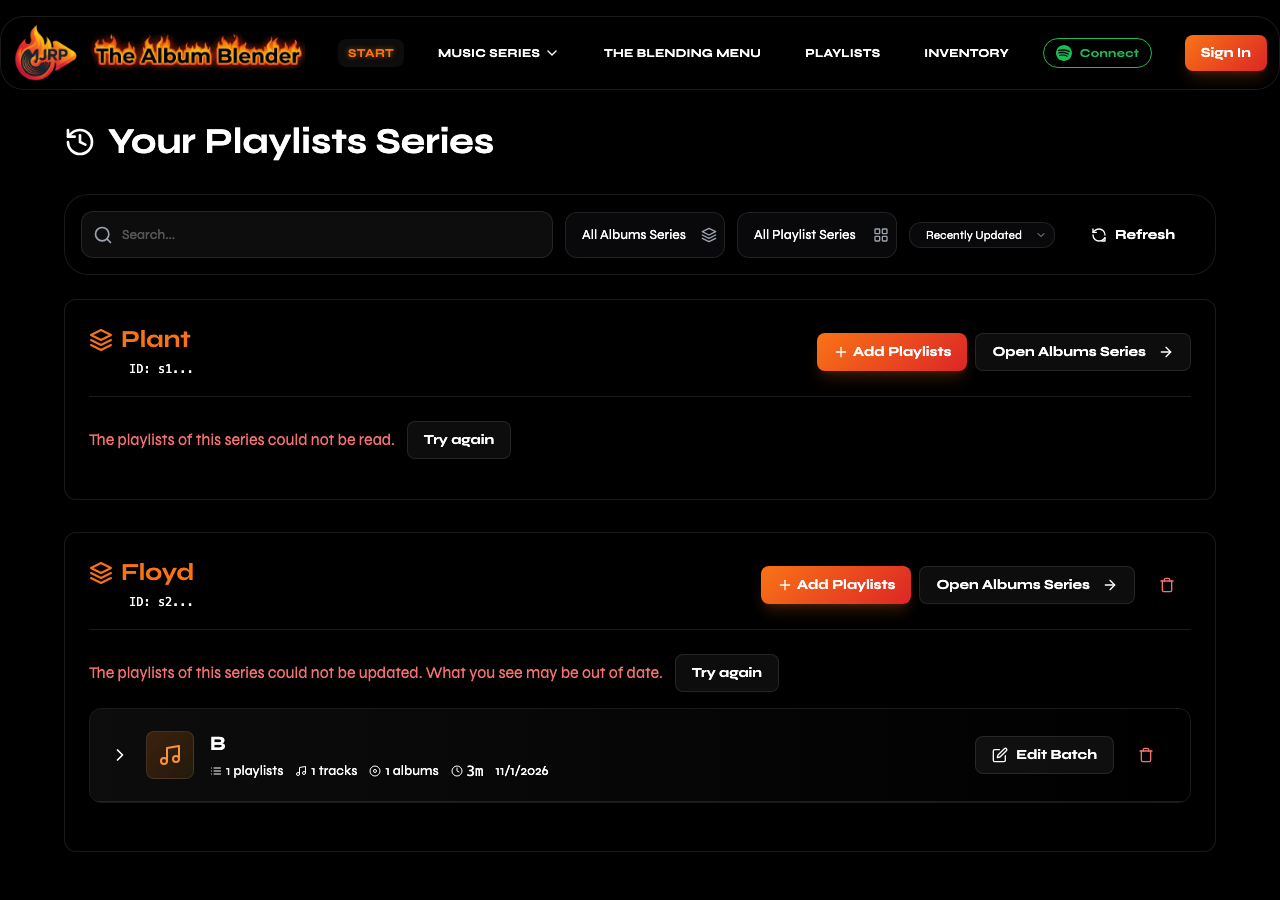 JRP The Album Blender START MUSIC SERIES THE BLENDING MENU PLAYLISTS INVENTORY Connect Sign In
Your Playlists Series
Search... All Albums Series All Playlist Series Recently Updated Refresh
Plant
ID: s1...
+ Add Playlists Open Albums Series →
The playlists of this series could not be read. Try again
Floyd
ID: s2...
+ Add Playlists Open Albums Series →
The playlists of this series could not be updated. What you see may be out of date. Try again
B
1 playlists 1 tracks 1 albums 3m 11/1/2026
Edit Batch